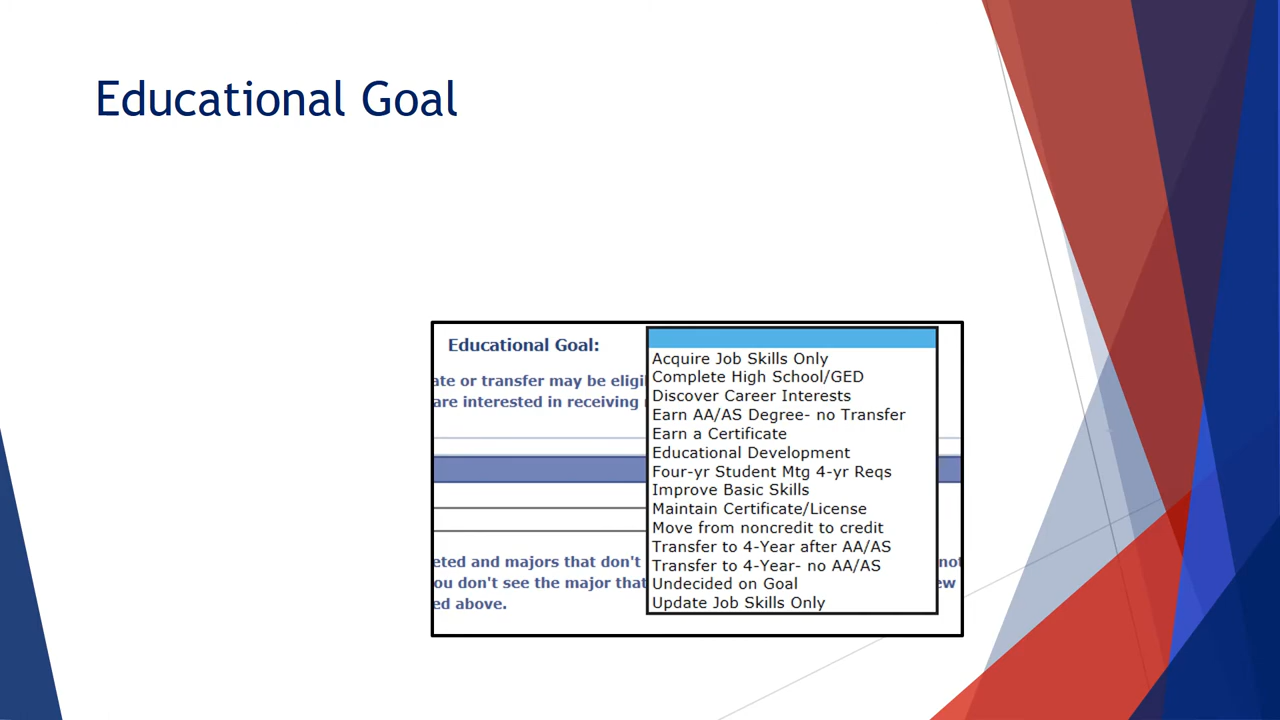 Educational Goal
Educational Goal:
Acquire Job Skills Only
ate or transfer may be eligi
Complete High School/GED
are interested in receiving
Discover Career Interests
Earn AA/AS Degree- no Transfer
Earn a Certificate
Educational Development
Four-yr Student Mtg 4-yr Reqs
Improve Basic Skills
Maintain Certificate/License
Move from noncredit to credit
Transfer to 4-Year after AA/AS
eted and majors that don't
not
Transfer to 4-Year- no AA/AS
ou don't see the major that
ew
Undecided on Goal
ed above.
Update Job Skills Only